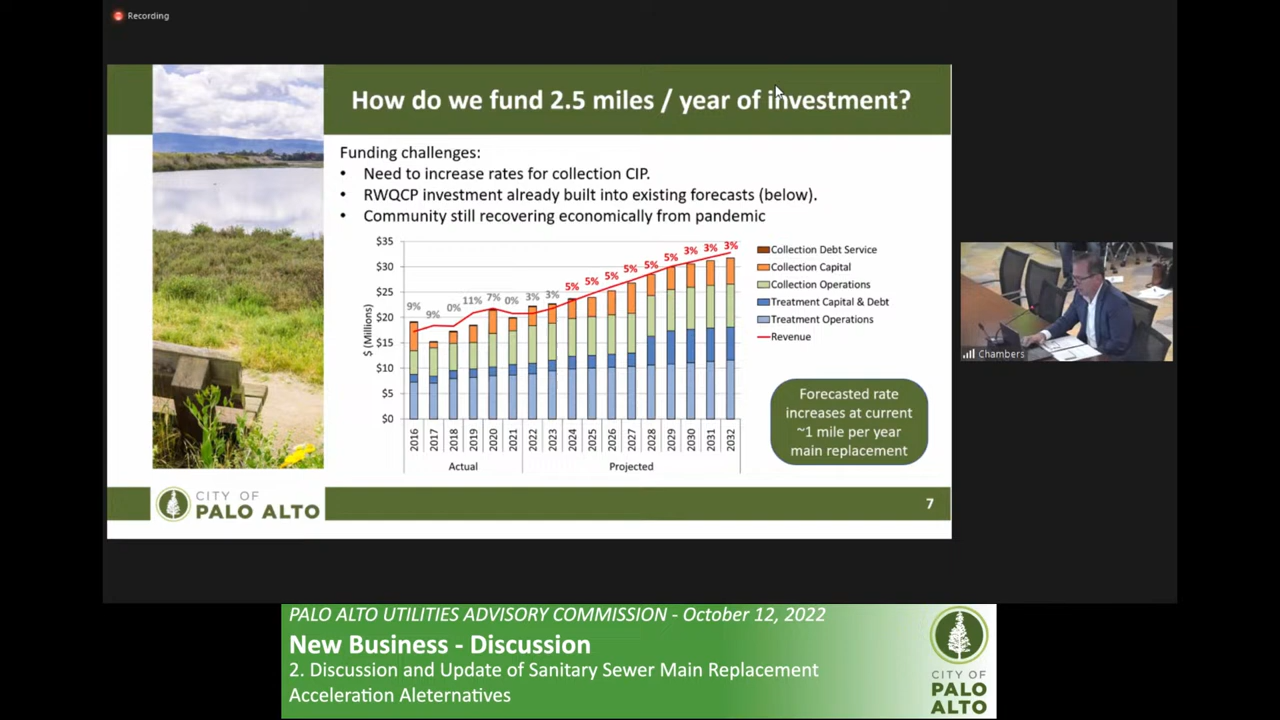 Recording
How do we fund 2.5 miles / year of investment?
Funding challenges:
• Need to increase rates for collection CIP.
• RWQCP investment already built into existing forecasts (below).
• Community still recovering economically from pandemic
$ (Millions)
$35
$30
$25
$20
$15
$10
$5
$0
9% 9% 0% 11% 7% 0% 3% 3% 5% 5% 5% 5% 5% 5% 3% 3% 3%
2016 2017 2018 2019 2020 2021 2022 2023 2024 2025 2026 2027 2028 2029 2030 2031 2032
Actual Projected
Collection Debt Service
Collection Capital
Collection Operations
Treatment Capital & Debt
Treatment Operations
Revenue
Forecasted rate
increases at current
~1 mile per year
main replacement
Chambers
CITY OF
PALO ALTO
7
PALO ALTO UTILITIES ADVISORY COMMISSION - October 12, 2022
New Business - Discussion
2. Discussion and Update of Sanitary Sewer Main Replacement
Acceleration Aleternatives
CITY OF
PALO
ALTO